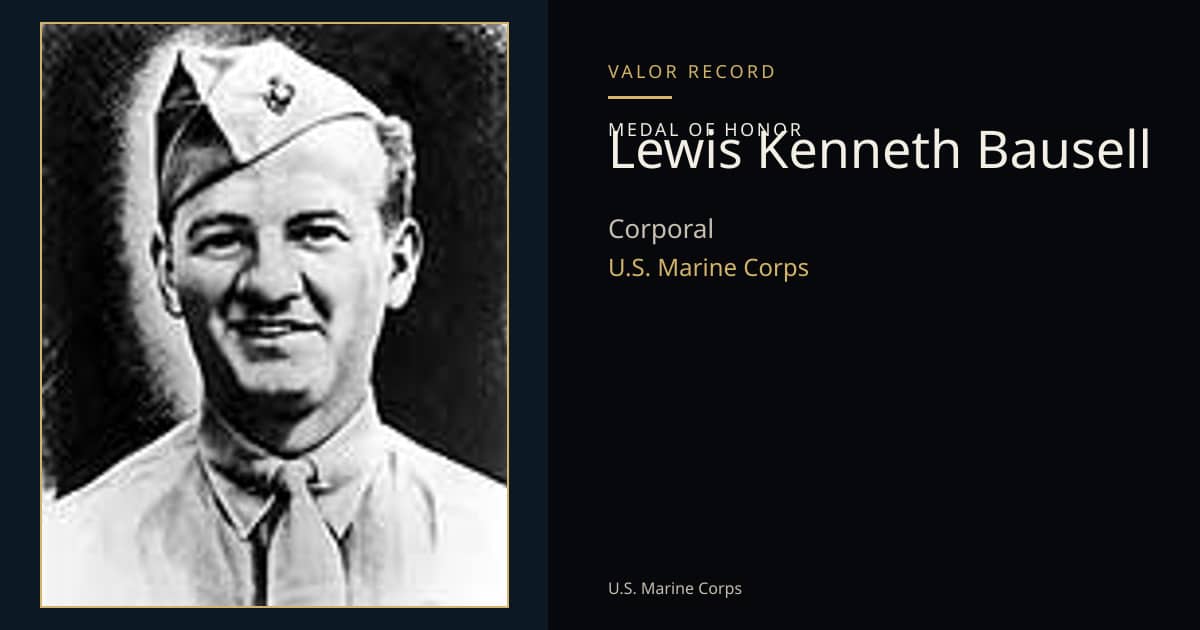 VALOR RECORD
MEDAL OF HONOR
Lewis Kenneth Bausell
Corporal
U.S. Marine Corps
U.S. Marine Corps